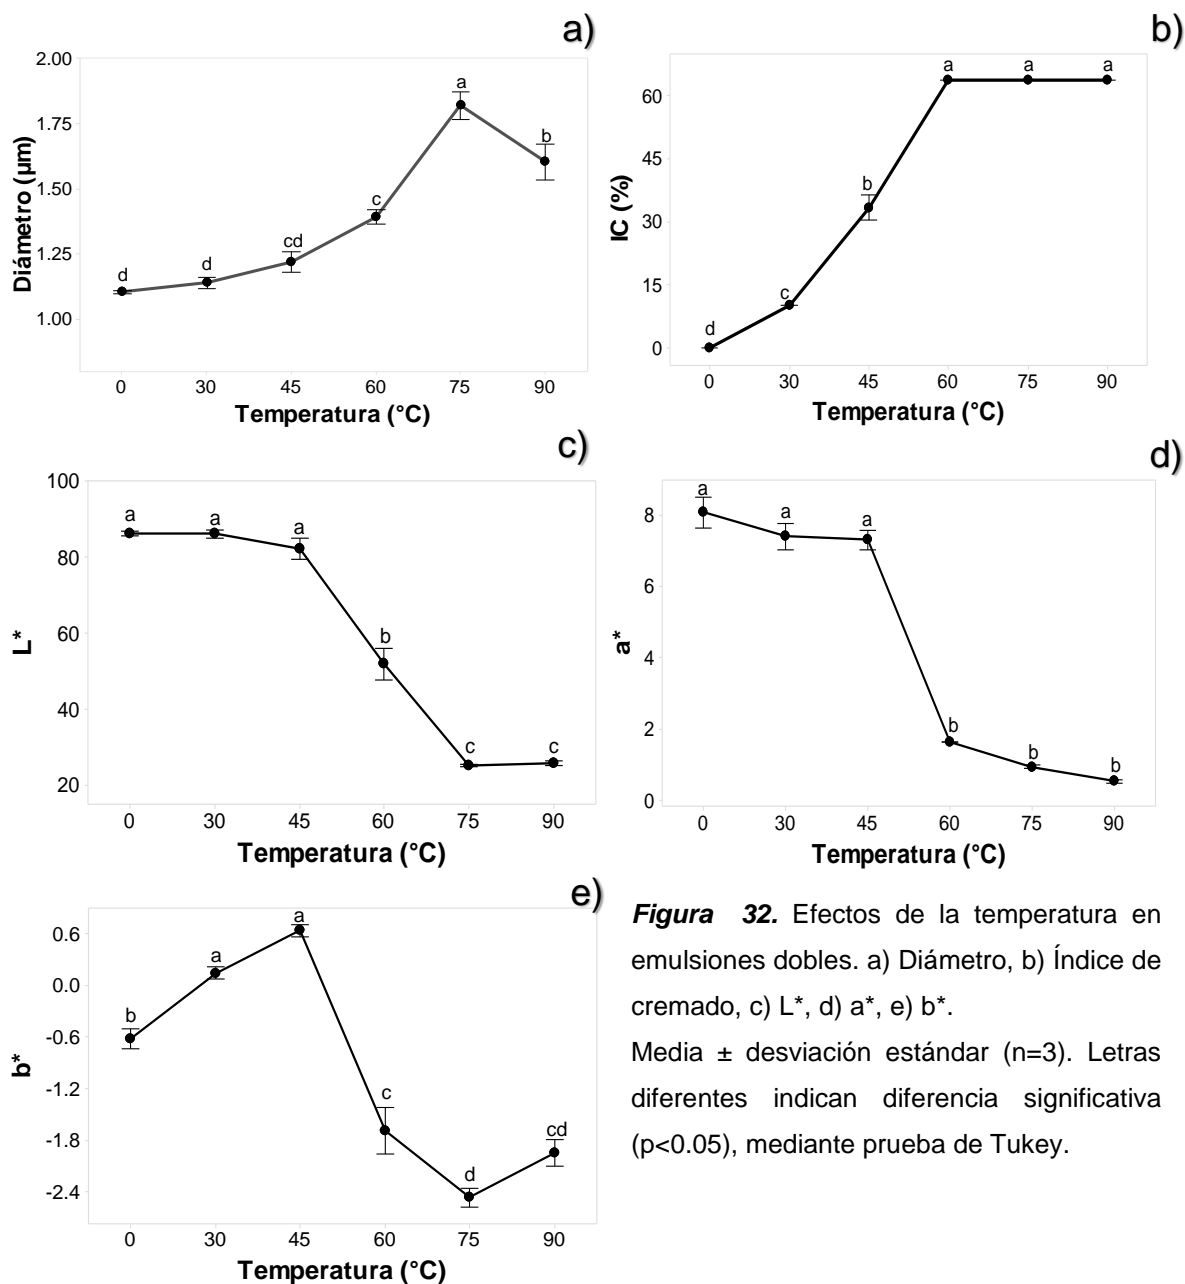 a)
2.00
1.75
1.50
1.25
1.00
Diámetro (µm)
d
d
cd
c
a
b
0 30 45 60 75 90
Temperatura (°C)
b)
60
45
30
15
0
IC (%)
d
c
b
a a a
0 30 45 60 75 90
Temperatura (°C)
c)
100
80
60
40
20
L*
a a a
b
c c
0 30 45 60 75 90
Temperatura (°C)
d)
8
6
4
2
0
a*
a a a
b b b
0 30 45 60 75 90
Temperatura (°C)
e)
0.6
0.0
-0.6
-1.2
-1.8
-2.4
b*
b
a
a
c
d
cd
0 30 45 60 75 90
Temperatura (°C)
Figura 32. Efectos de la temperatura en
emulsiones dobles. a) Diámetro, b) Índice de
cremado, c) L*, d) a*, e) b*.
Media ± desviación estándar (n=3). Letras
diferentes indican diferencia significativa
(p<0.05), mediante prueba de Tukey.